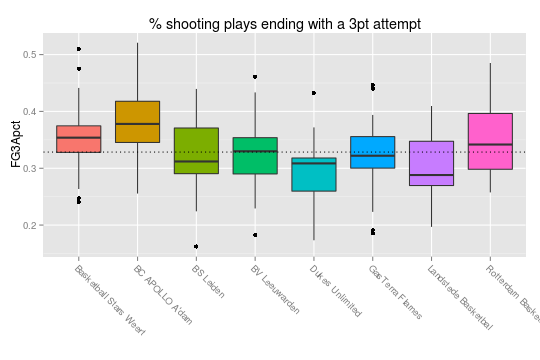 % shooting plays ending with a 3pt attempt
FG3Apct
0.5
0.4
0.3
0.2
Basketball Stars Weert
BC APOLLO A'dam
BS Leiden
BV Leeuwarden
Dukes Unlimited
GasTerra Flames
Landstede Basketbal
Rotterdam Baske